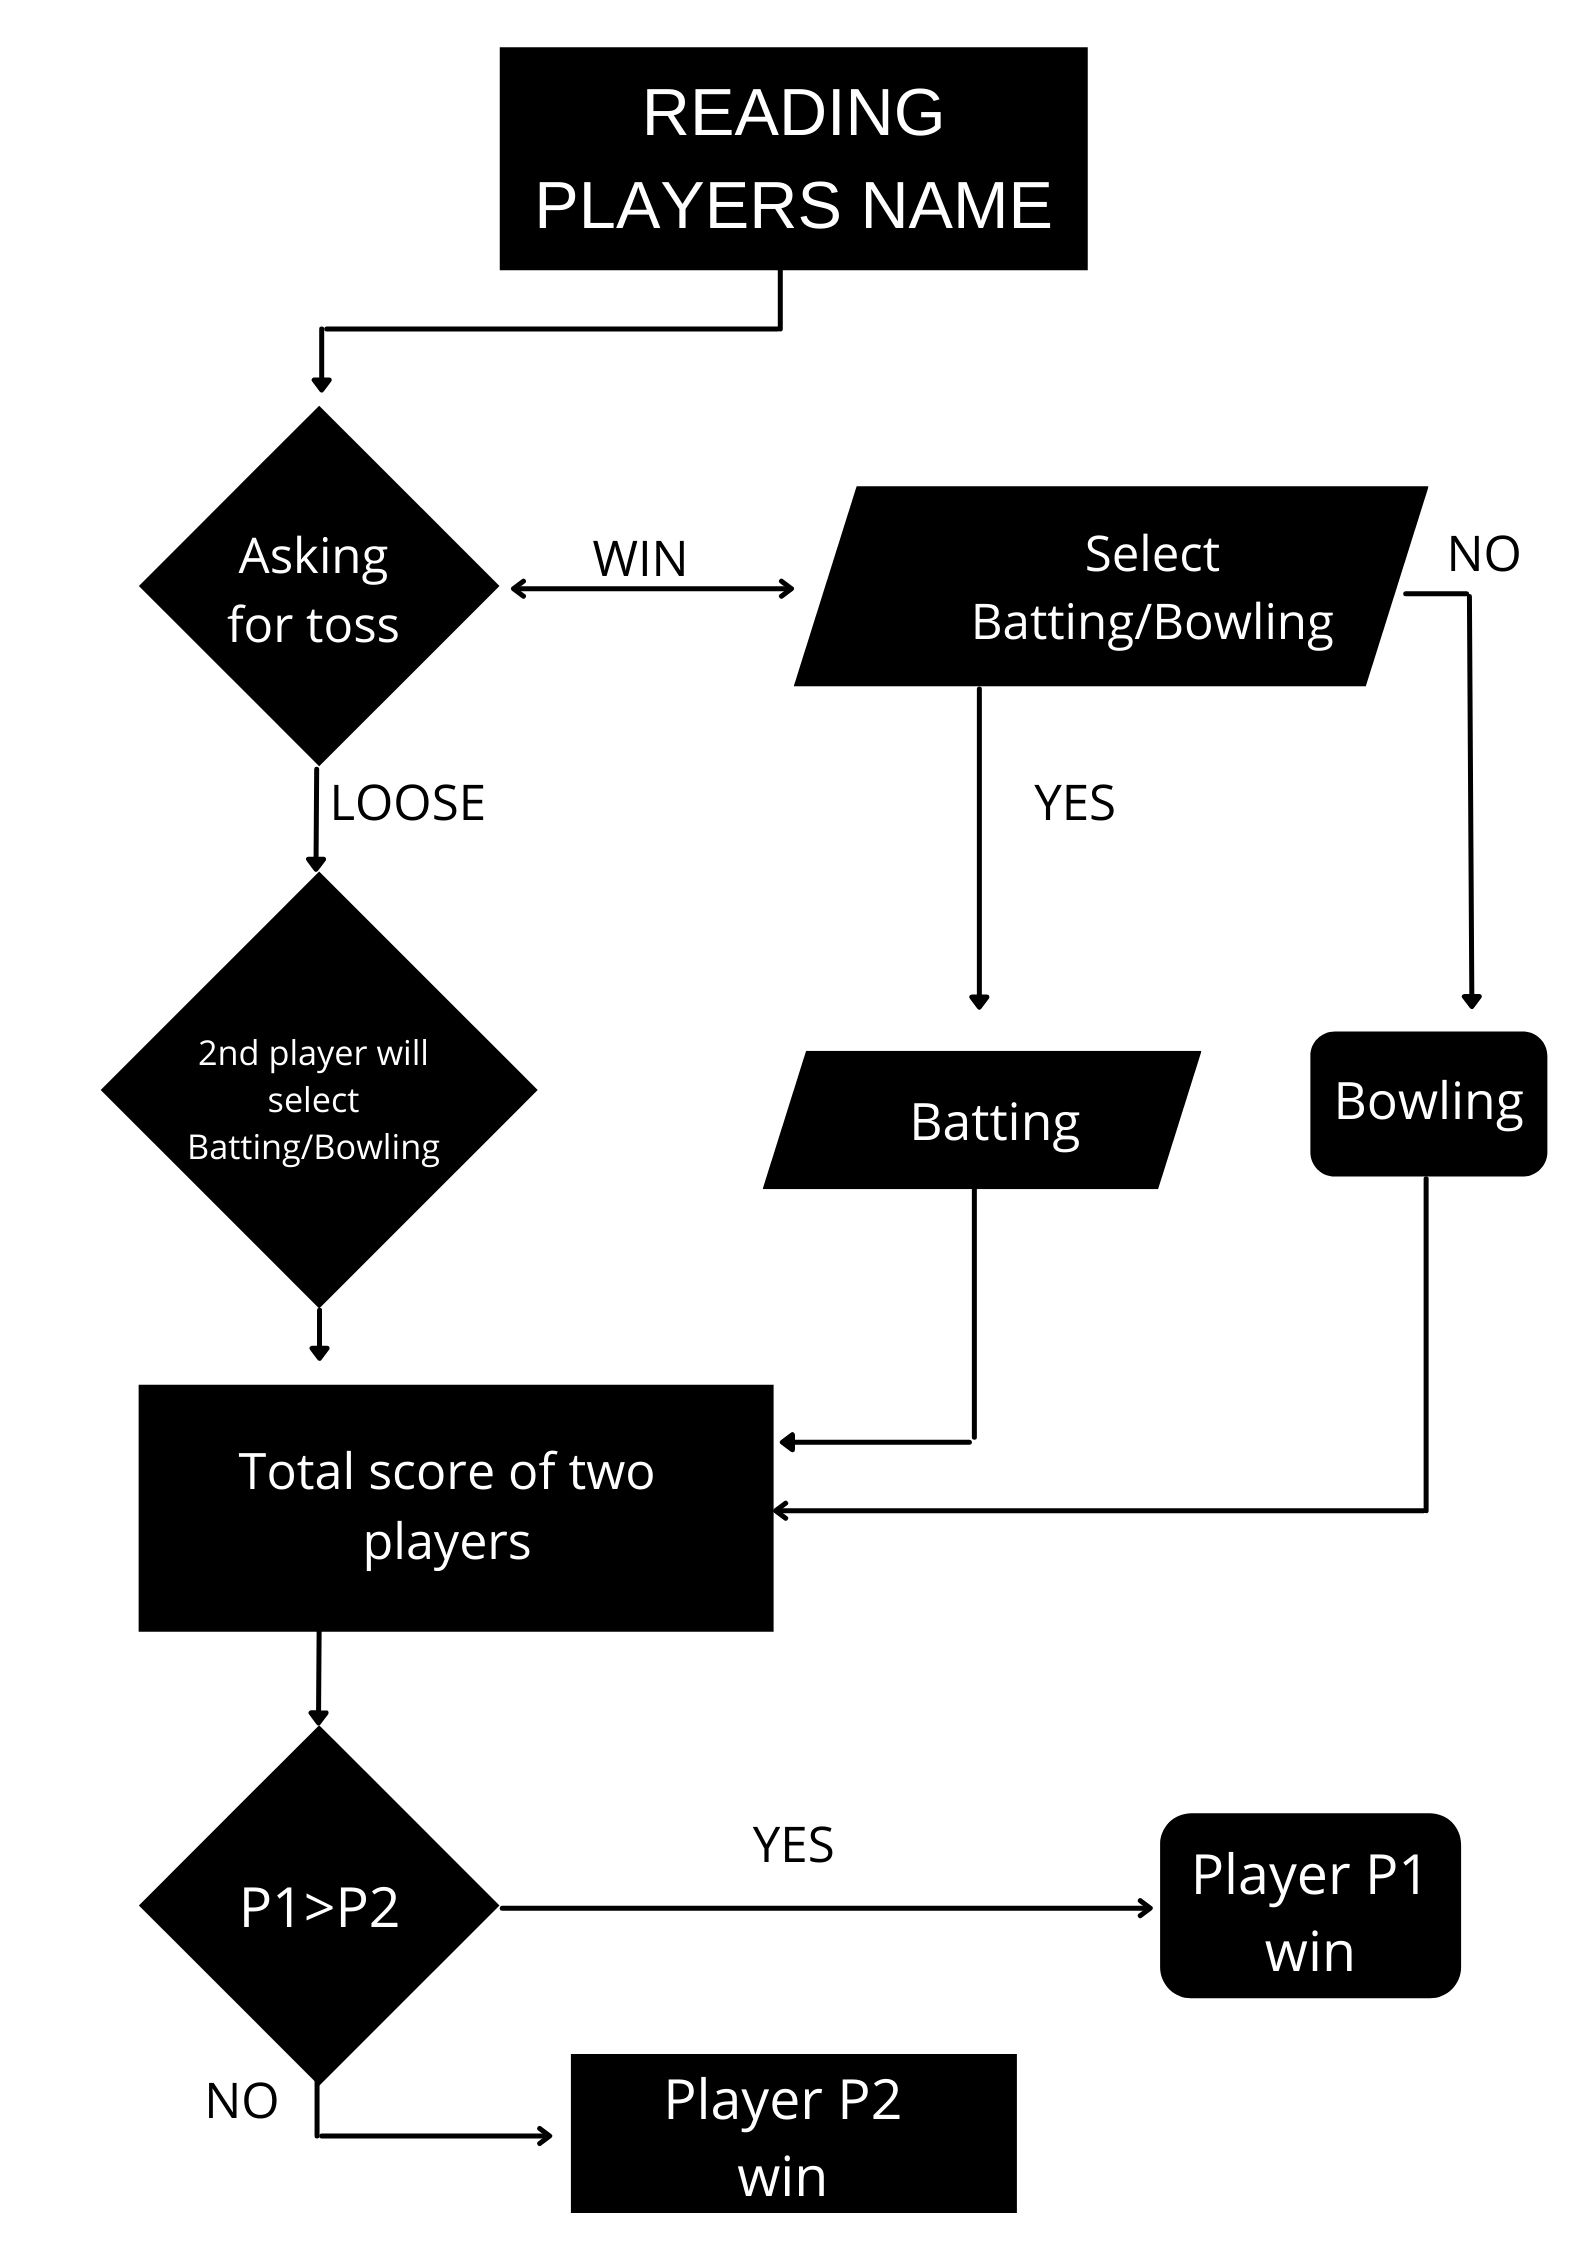 READING
PLAYERS NAME
Asking
for toss
WIN
Select
Batting/Bowling
NO
LOOSE
YES
2nd player will
select
Batting/Bowling
Batting
Bowling
Total score of two
players
P1>P2
YES
Player P1
win
NO
Player P2
win